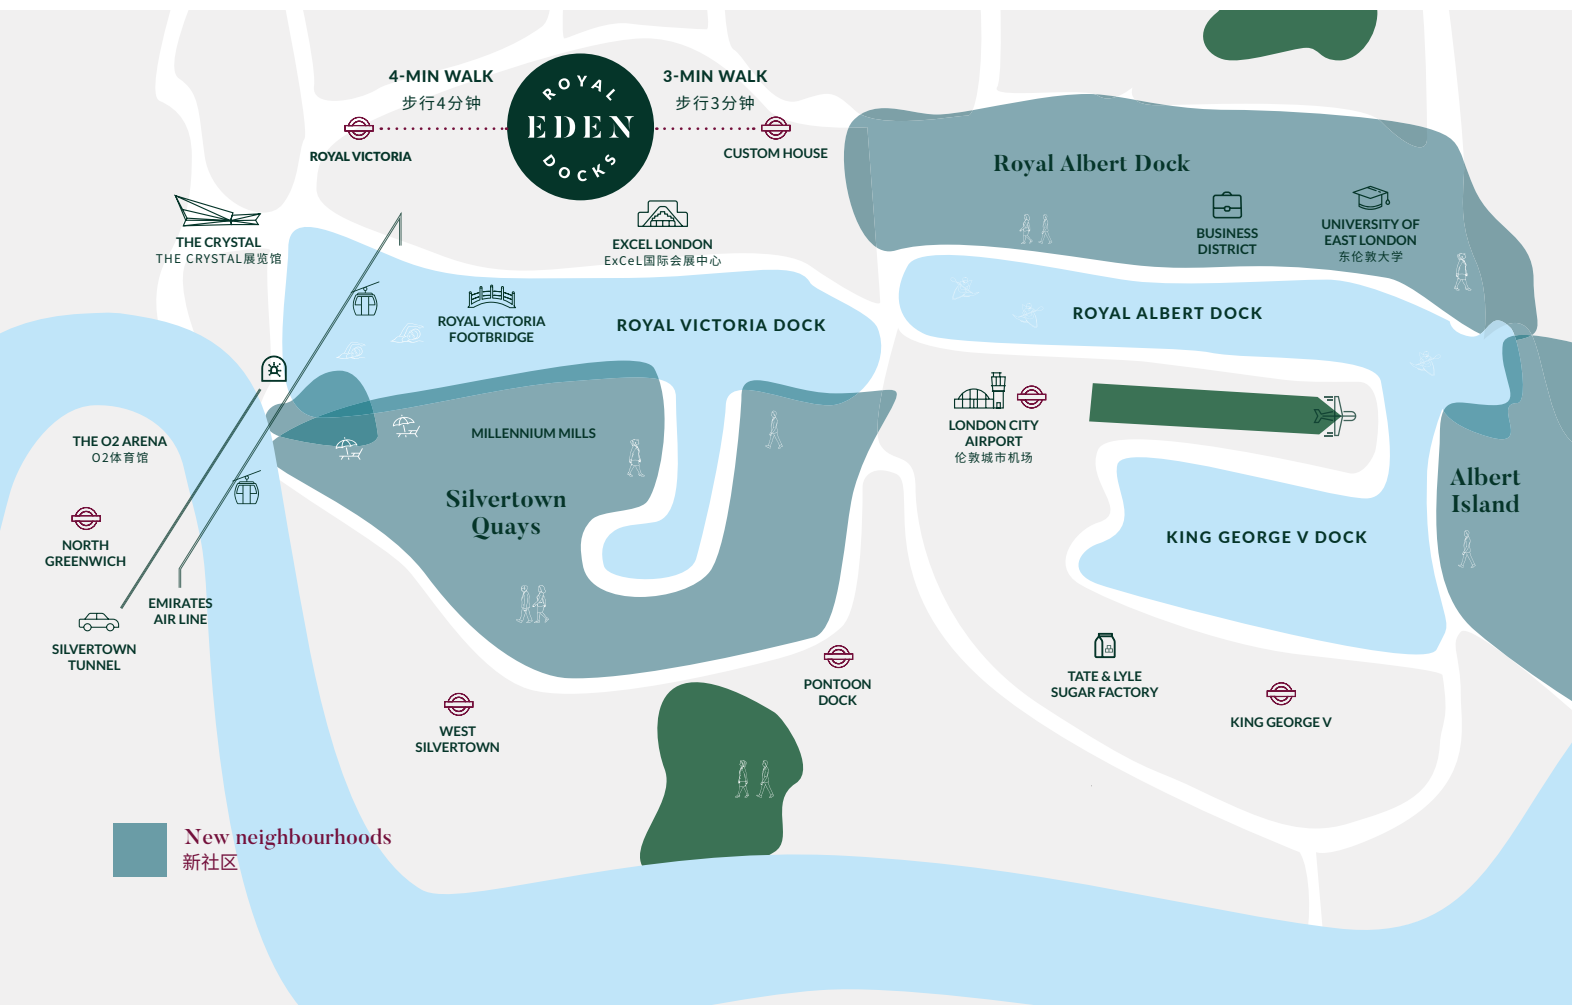 4-MIN WALK
步行4分钟
ROYAL
EDEN
DOCKS
3-MIN WALK
步行3分钟
ROYAL VICTORIA
CUSTOM HOUSE
Royal Albert Dock
THE CRYSTAL
THE CRYSTAL展览馆
EXCEL LONDON
ExCeL国际会展中心
BUSINESS
DISTRICT
UNIVERSITY OF
EAST LONDON
东伦敦大学
ROYAL VICTORIA
FOOTBRIDGE
ROYAL VICTORIA DOCK
ROYAL ALBERT DOCK
THE O2 ARENA
O2体育馆
MILLENNIUM MILLS
LONDON CITY
AIRPORT
伦敦城市机场
Silvertown
Quays
Albert
Island
NORTH
GREENWICH
KING GEORGE V DOCK
EMIRATES
AIR LINE
SILVERTOWN
TUNNEL
PONTOON
DOCK
TATE & LYLE
SUGAR FACTORY
WEST
SILVERTOWN
KING GEORGE V
New neighbourhoods
新社区